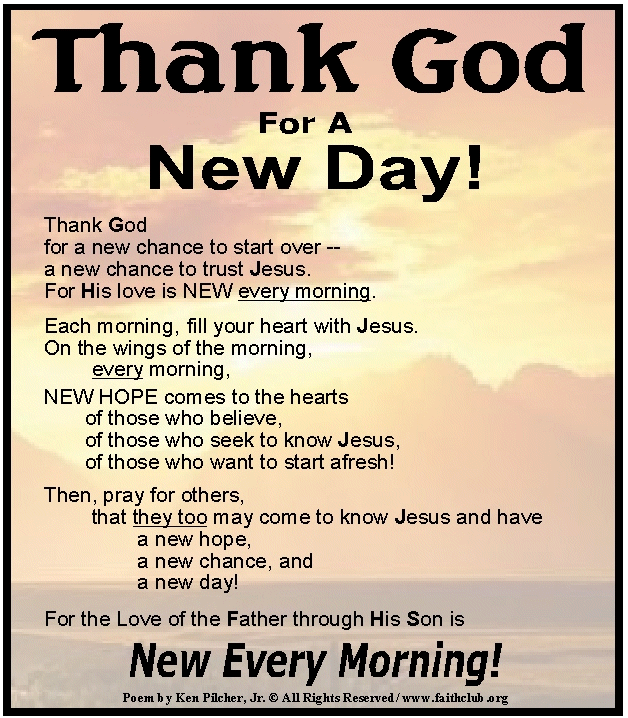 Thank God
For A
New Day!
Thank God
for a new chance to start over --
a new chance to trust Jesus.
For His love is NEW every morning.
Each morning, fill your heart with Jesus.
On the wings of the morning,
every morning,
NEW HOPE comes to the hearts
of those who believe,
of those who seek to know Jesus,
of those who want to start afresh!
Then, pray for others,
that they too may come to know Jesus and have
a new hope,
a new chance, and
a new day!
For the Love of the Father through His Son is
New Every Morning!
Poem by Ken Pilcher, Jr. © All Rights Reserved / www.faithclub.org